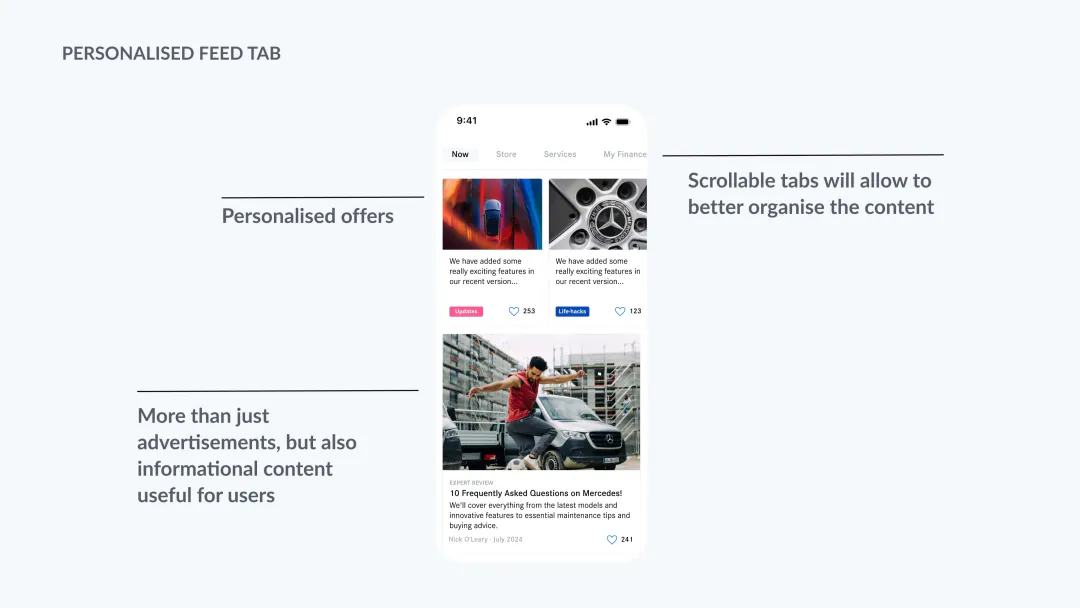 PERSONALISED FEED TAB
9:41
Now Store Services My Finance
Scrollable tabs will allow to
better organise the content
Personalised offers
We have added some
really exciting features in
our recent version...
Updates 253
We have added some
really exciting features in
our recent version...
Life-hacks 123
More than just
advertisements, but also
informational content
useful for users
EXPERT REVIEW
10 Frequently Asked Questions on Mercedes!
We'll cover everything from the latest models and
innovative features to essential maintenance tips and
buying advice.
Nick O'Leary · July 2024 241